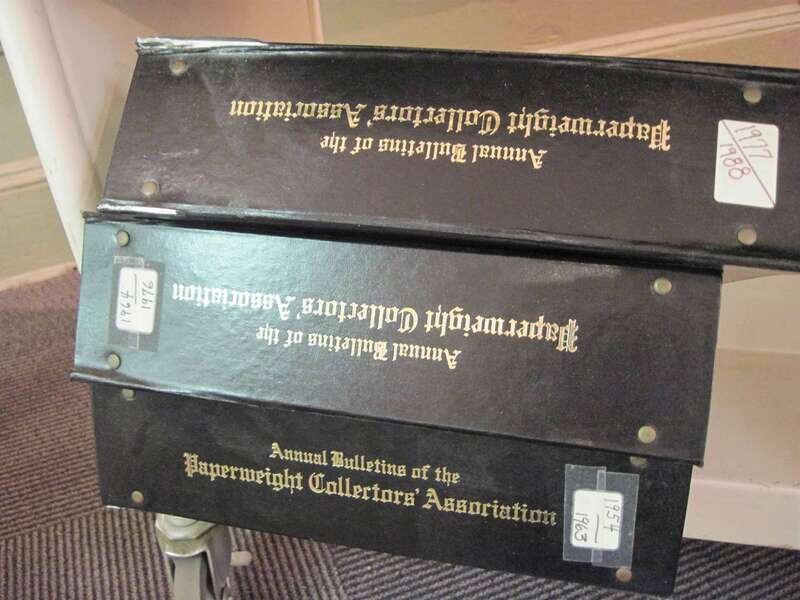 Annual Bulletins of the
Paperweight Collectors' Association
1977
1988
Annual Bulletins of the
Paperweight Collectors' Association
1964
1976
Annual Bulletins of the
Paperweight Collectors' Association
1954
1963